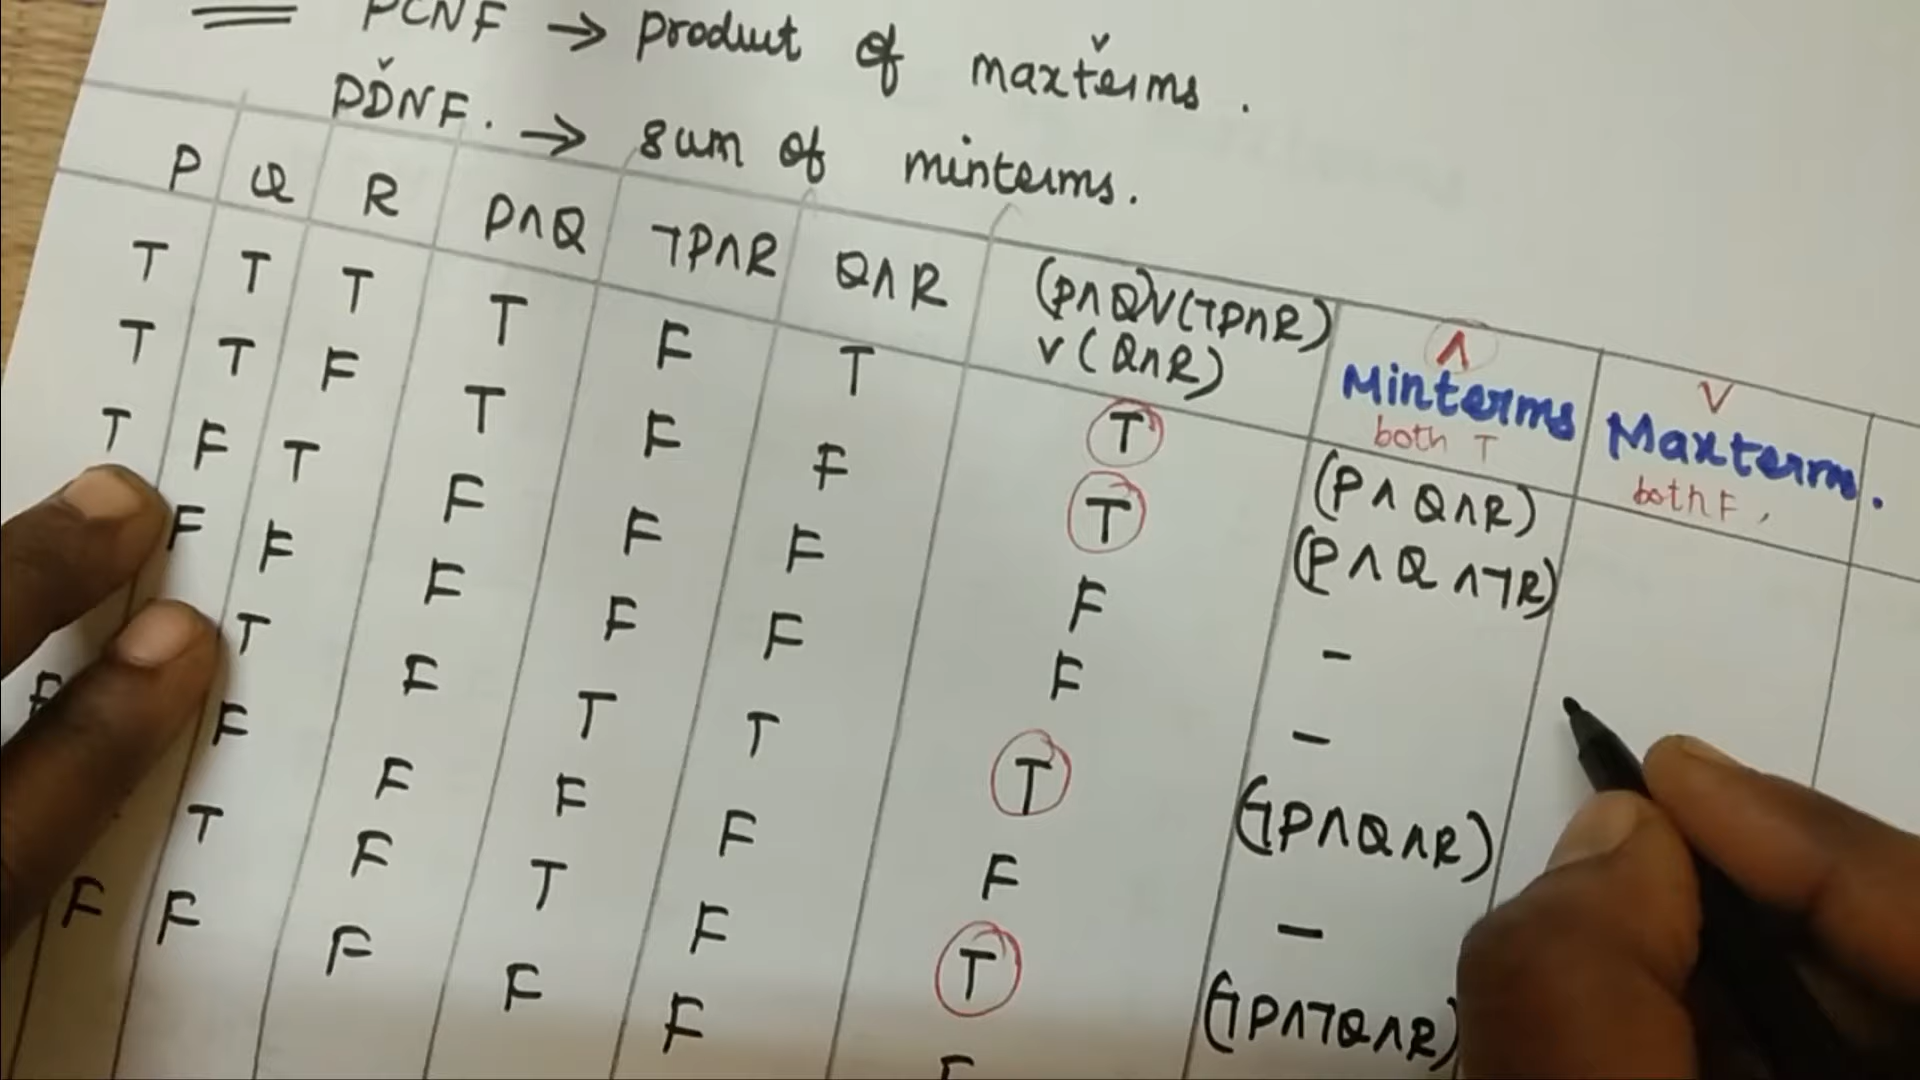 PCNF → product of maxterms .
PDNF. → sum of minterms.
P Q R P∧Q ¬P∧R Q∧R (P∧Q)∨(¬P∧R)
∨(Q∧R) ∧
Minterms
both T
∨
Maxterm.
both F,
T T T T F T T (P∧Q∧R)
T T F T F F T (P∧Q∧¬R)
T F T F F F F -
F F F F F F -
T F T T T (¬P∧Q∧R)
F F F F F F -
T F T F T (¬P∧¬Q∧R)
F F F F F F